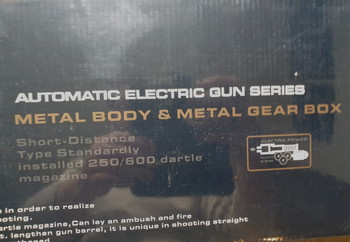 AUTOMATIC ELECTRIC GUN SERIES
METAL BODY & METAL GEAR BOX
Short-Distance
Type Standardly
Installed 250/600 dartle
magazine
ELECTRIC POWER
in order to realize
oting.
artle magazine, Can lay an ambush and fire
t. lengthen gun barrel, it is unique in shooting straight
thread